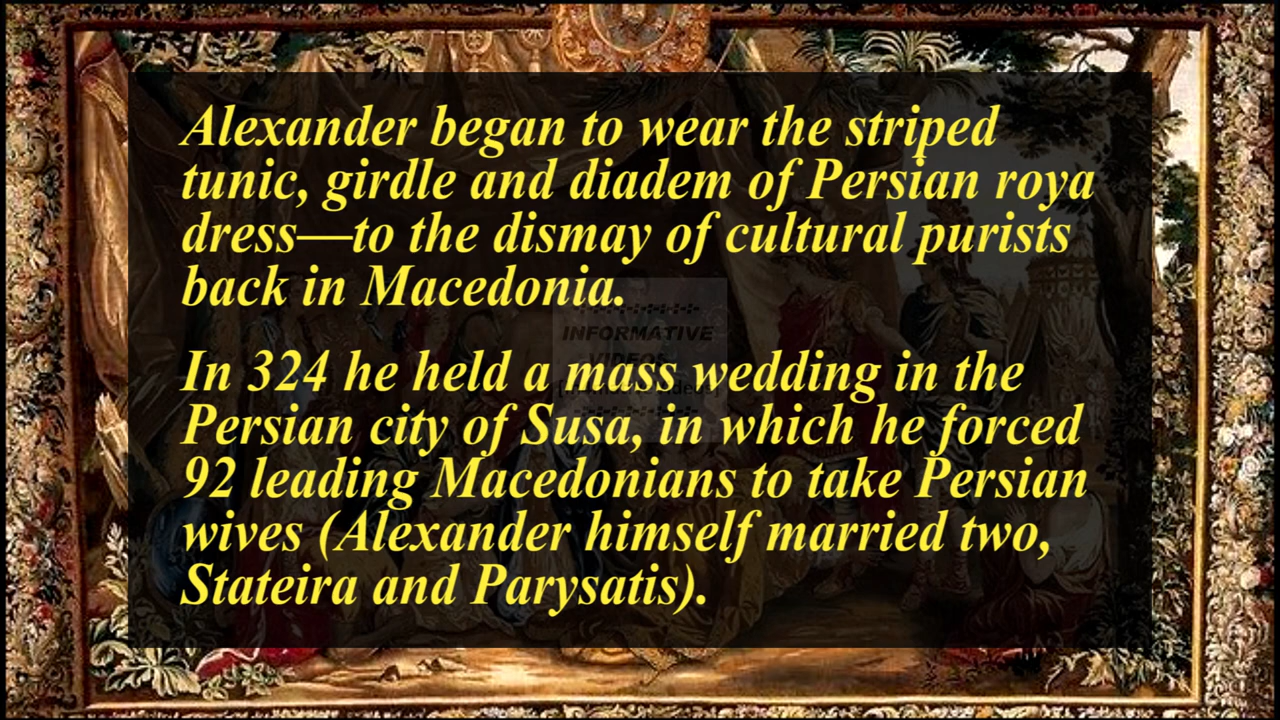 Alexander began to wear the striped
tunic, girdle and diadem of Persian roya
dress—to the dismay of cultural purists
back in Macedonia.
INFORMATIVE
VIDEOS
In 324 he held a mass wedding in the
Persian city of Susa, in which he forced
92 leading Macedonians to take Persian
wives (Alexander himself married two,
Stateira and Parysatis).